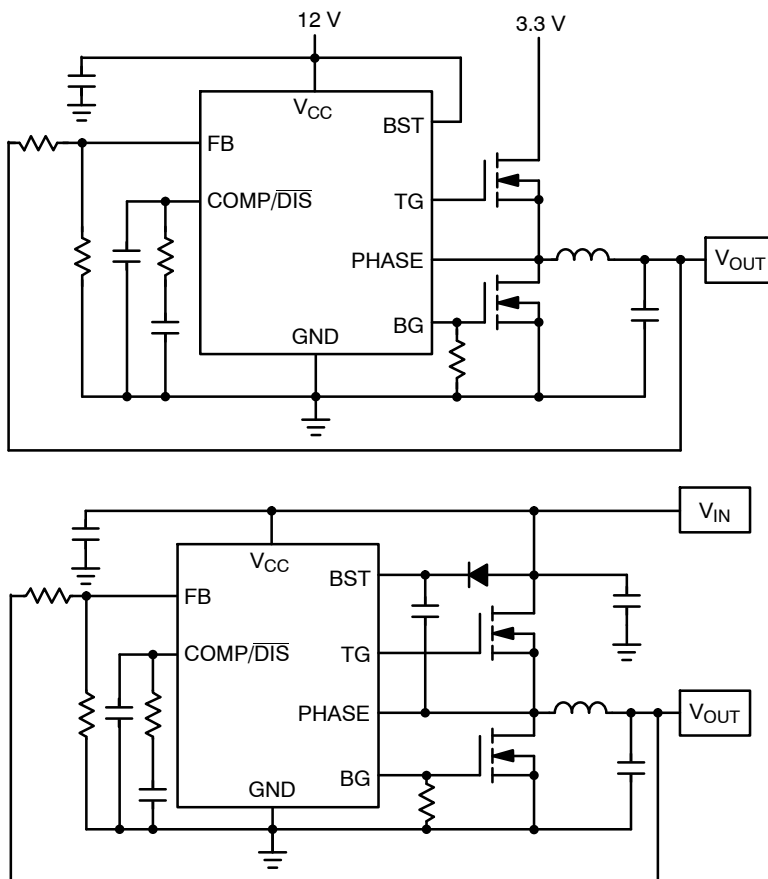 12 V
3.3 V
VCC
BST
FB
COMP/DIS
TG
PHASE
VOUT
BG
GND
VIN
VCC
BST
FB
COMP/DIS
TG
PHASE
VOUT
BG
GND